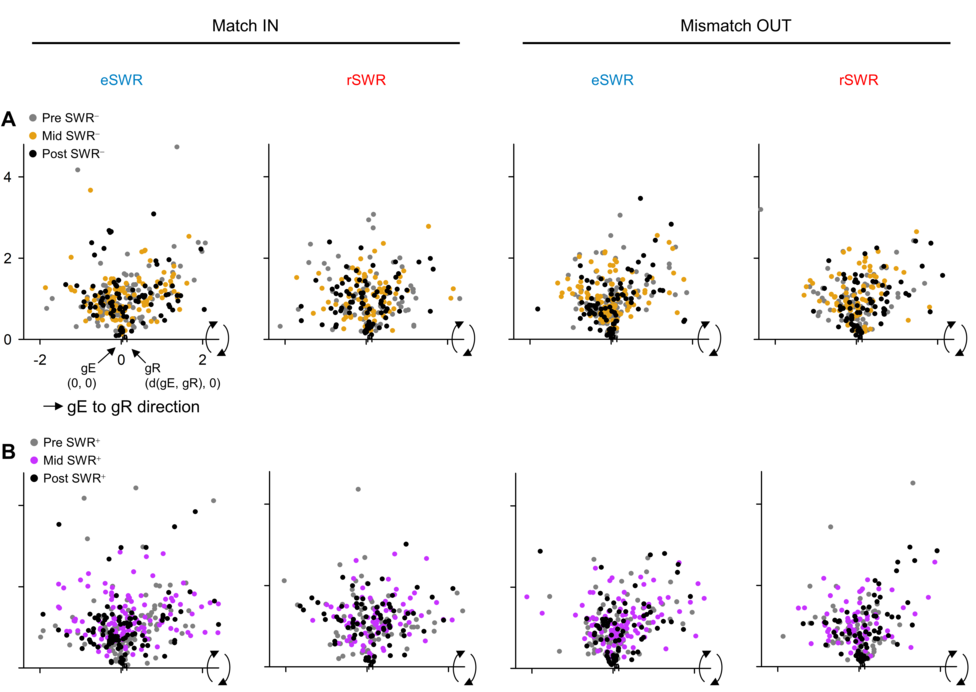 Match IN Mismatch OUT
eSWR rSWR eSWR rSWR
A
Pre SWR⁻
Mid SWR⁻
Post SWR⁻
4
2
0
-2 0 2
gE gR
(0, 0) (d(gE, gR), 0)
→ gE to gR direction
B
Pre SWR⁺
Mid SWR⁺
Post SWR⁺